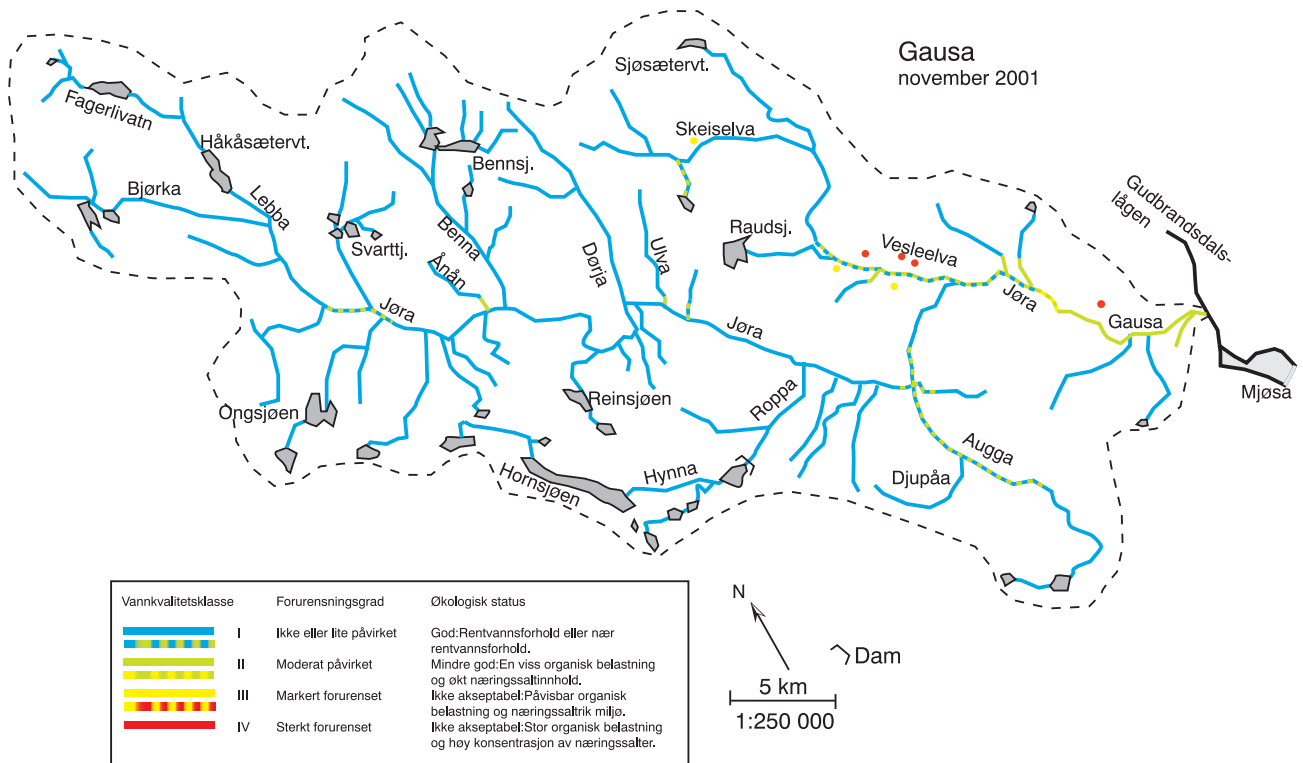 Gausa
november 2001
Sjøsætervt.
Skeiselva
Fagerlivatn
Håkåsætervt.
Bennsj.
Bjørka
Lebba
Svarttj.
Benna
Ånån
Dørja
Ulva
Raudsj.
Vesleelva
Gudbrandsdals-
lågen
Jøra
Jøra
Jøra
Gausa
Mjøsa
Ongsjøen
Reinsjøen
Roppa
Augga
Hornsjøen
Hynna
Djupåa
Vannkvalitetsklasse Forurensningsgrad Økologisk status
I Ikke eller lite påvirket God:Rentvannsforhold eller nær
rentvannsforhold.
II Moderat påvirket Mindre god:En viss organisk belastning
og økt næringssaltinnhold.
III Markert forurenset Ikke akseptabel:Påvisbar organisk
belastning og næringssaltrik miljø.
IV Sterkt forurenset Ikke akseptabel:Stor organisk belastning
og høy konsentrasjon av næringssalter.
N
Dam
5 km
1:250 000